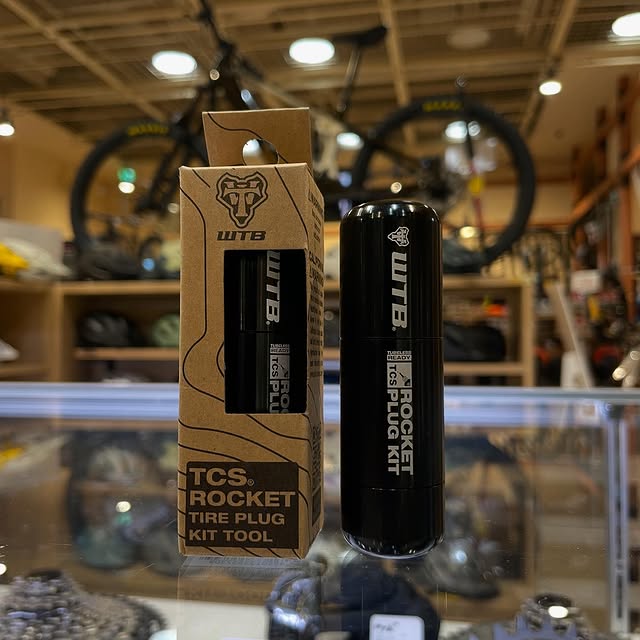 WTB
WTB.
TUBELESS
READY
TCS
ROCKET
PLUG
TCS®
ROCKET
TIRE PLUG
KIT TOOL
WTB.
TUBELESS
READY
TCS
ROCKET
PLUG KIT